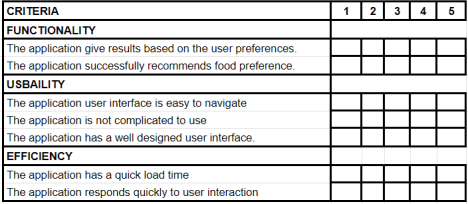 CRITERIA 1 2 3 4 5
FUNCTIONALITY
The application give results based on the user preferences.
The application successfully recommends food preference.
USBAILITY
The application user interface is easy to navigate
The application is not complicated to use
The application has a well designed user interface.
EFFICIENCY
The application has a quick load time
The application responds quickly to user interaction